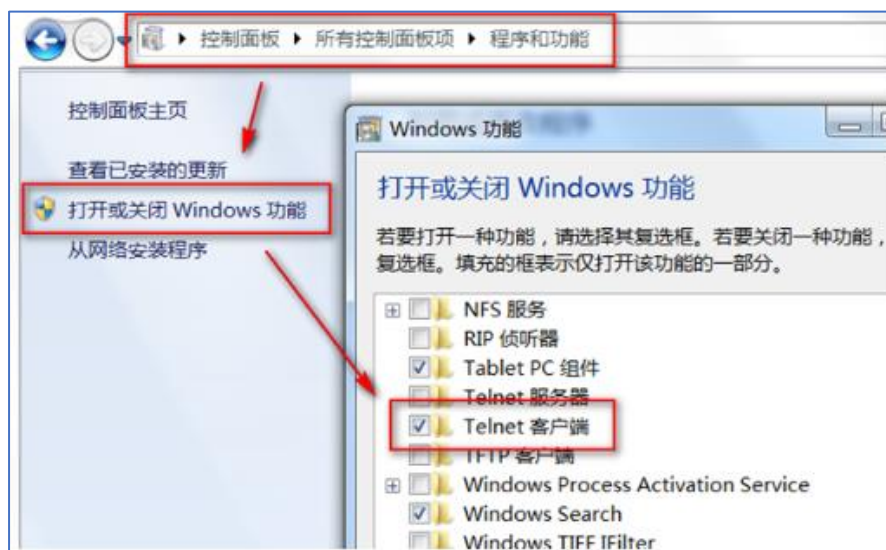 控制面板 ▸ 所有控制面板项 ▸ 程序和功能
控制面板主页
查看已安装的更新
打开或关闭 Windows 功能
从网络安装程序
Windows 功能
打开或关闭 Windows 功能
若要打开一种功能，请选择其复选框。若要关闭一种功能，
复选框。填充的框表示仅打开该功能的一部分。
NFS 服务
RIP 侦听器
Tablet PC 组件
Telnet 服务器
Telnet 客户端
TFTP 客户端
Windows Process Activation Service
Windows Search
Windows TIFF IFilter